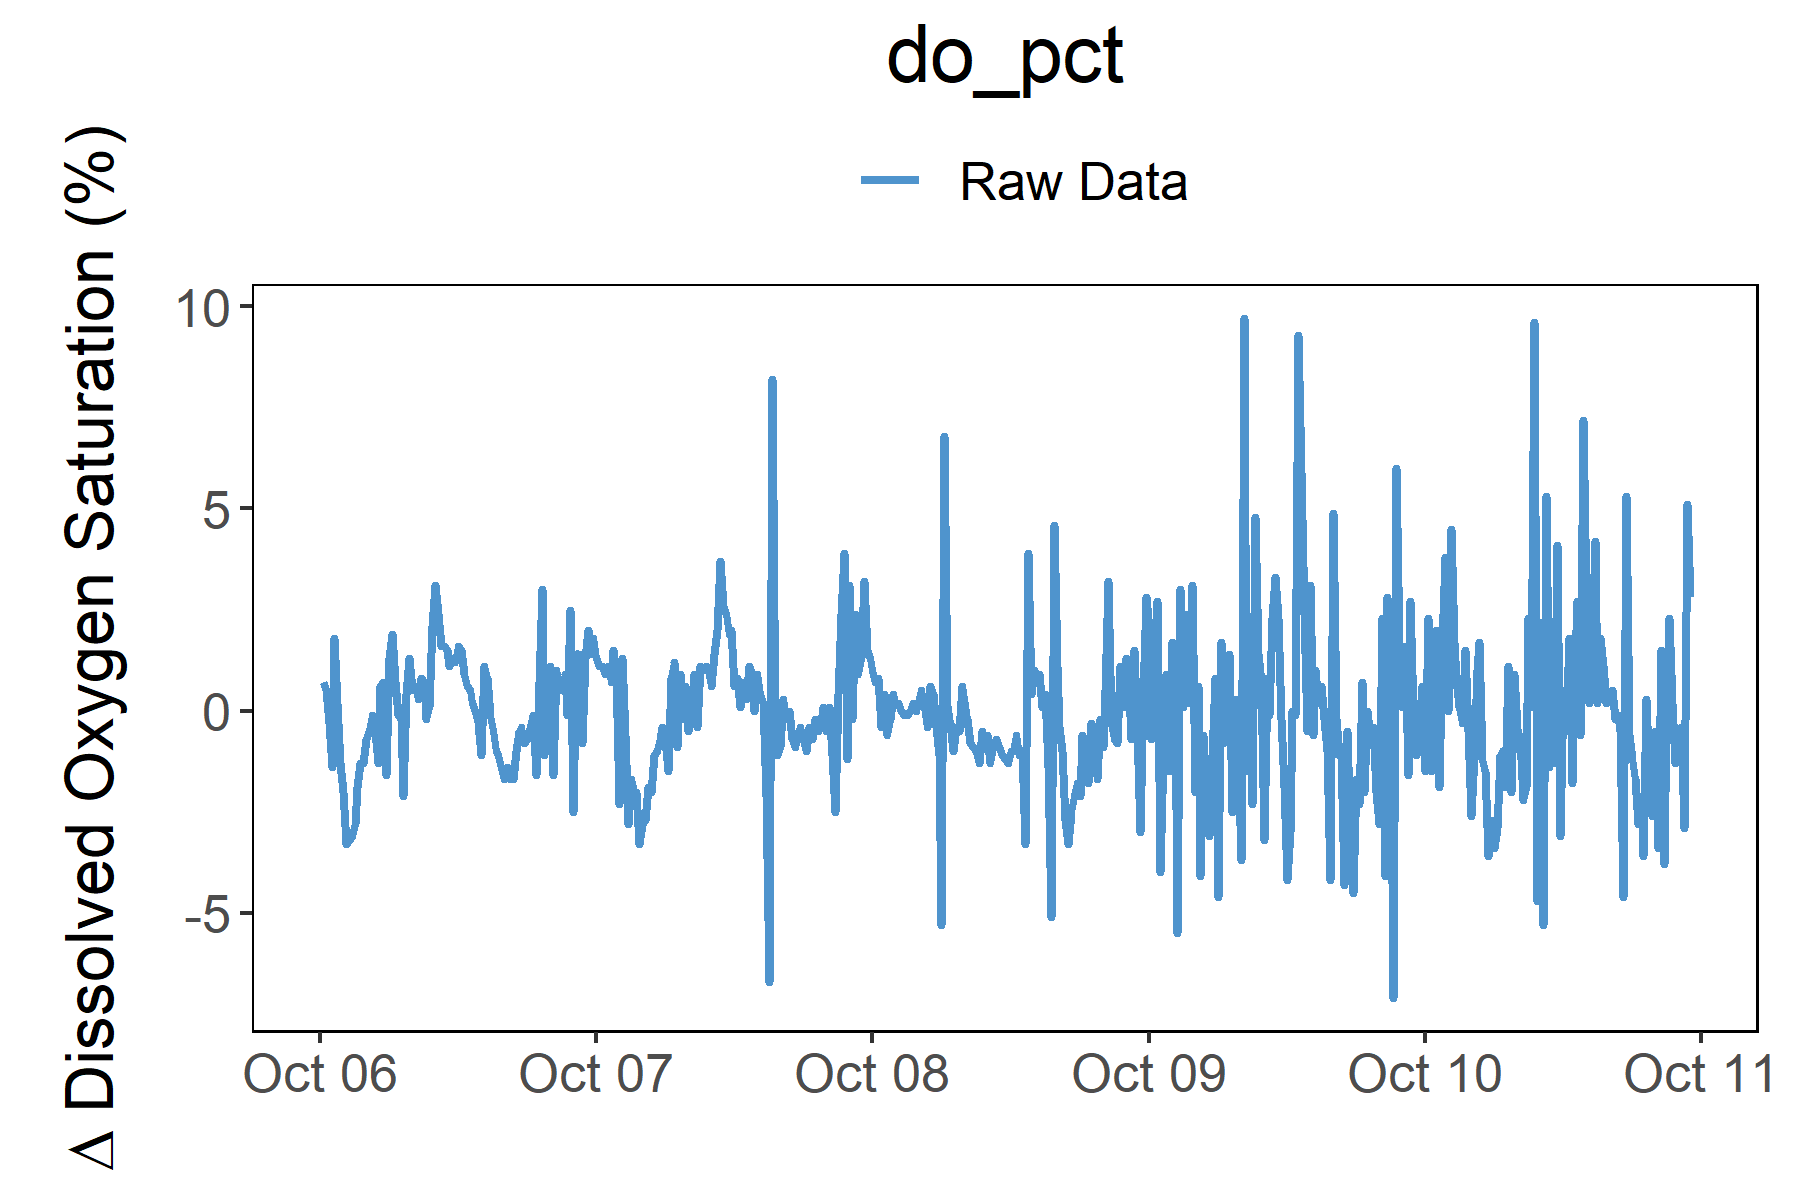 do_pct
Raw Data
Δ Dissolved Oxygen Saturation (%)
10
5
0
-5
Oct 06 Oct 07 Oct 08 Oct 09 Oct 10 Oct 11